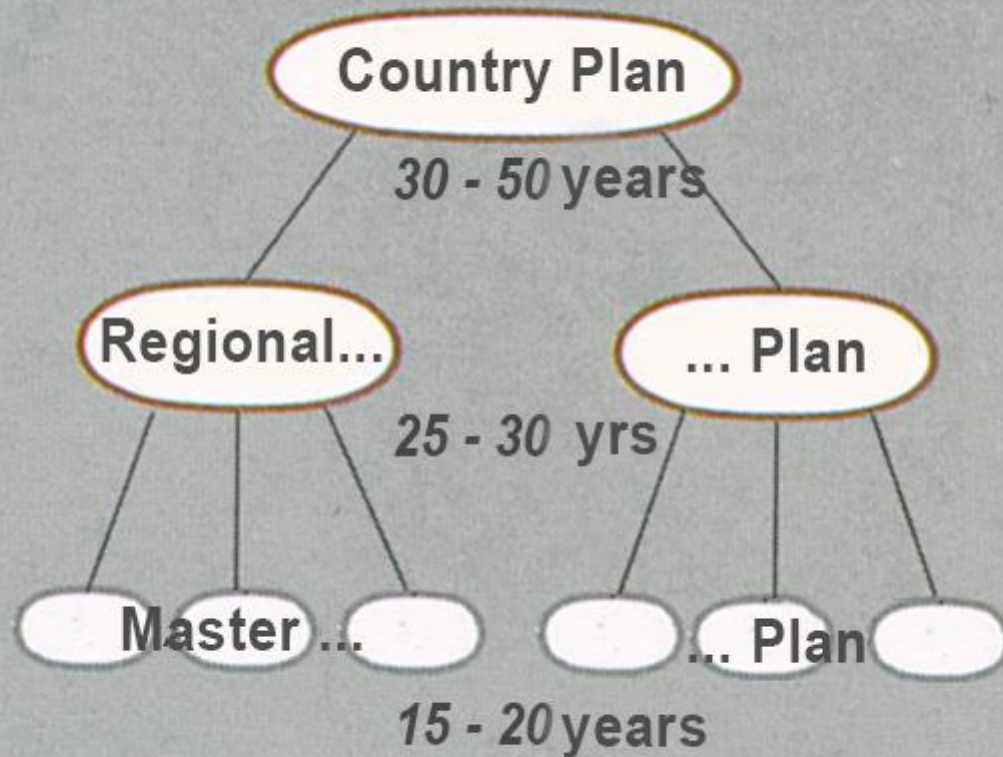 Country Plan
30 - 50 years
Regional... ... Plan
25 - 30 yrs
Master ... ... Plan
15 - 20 years